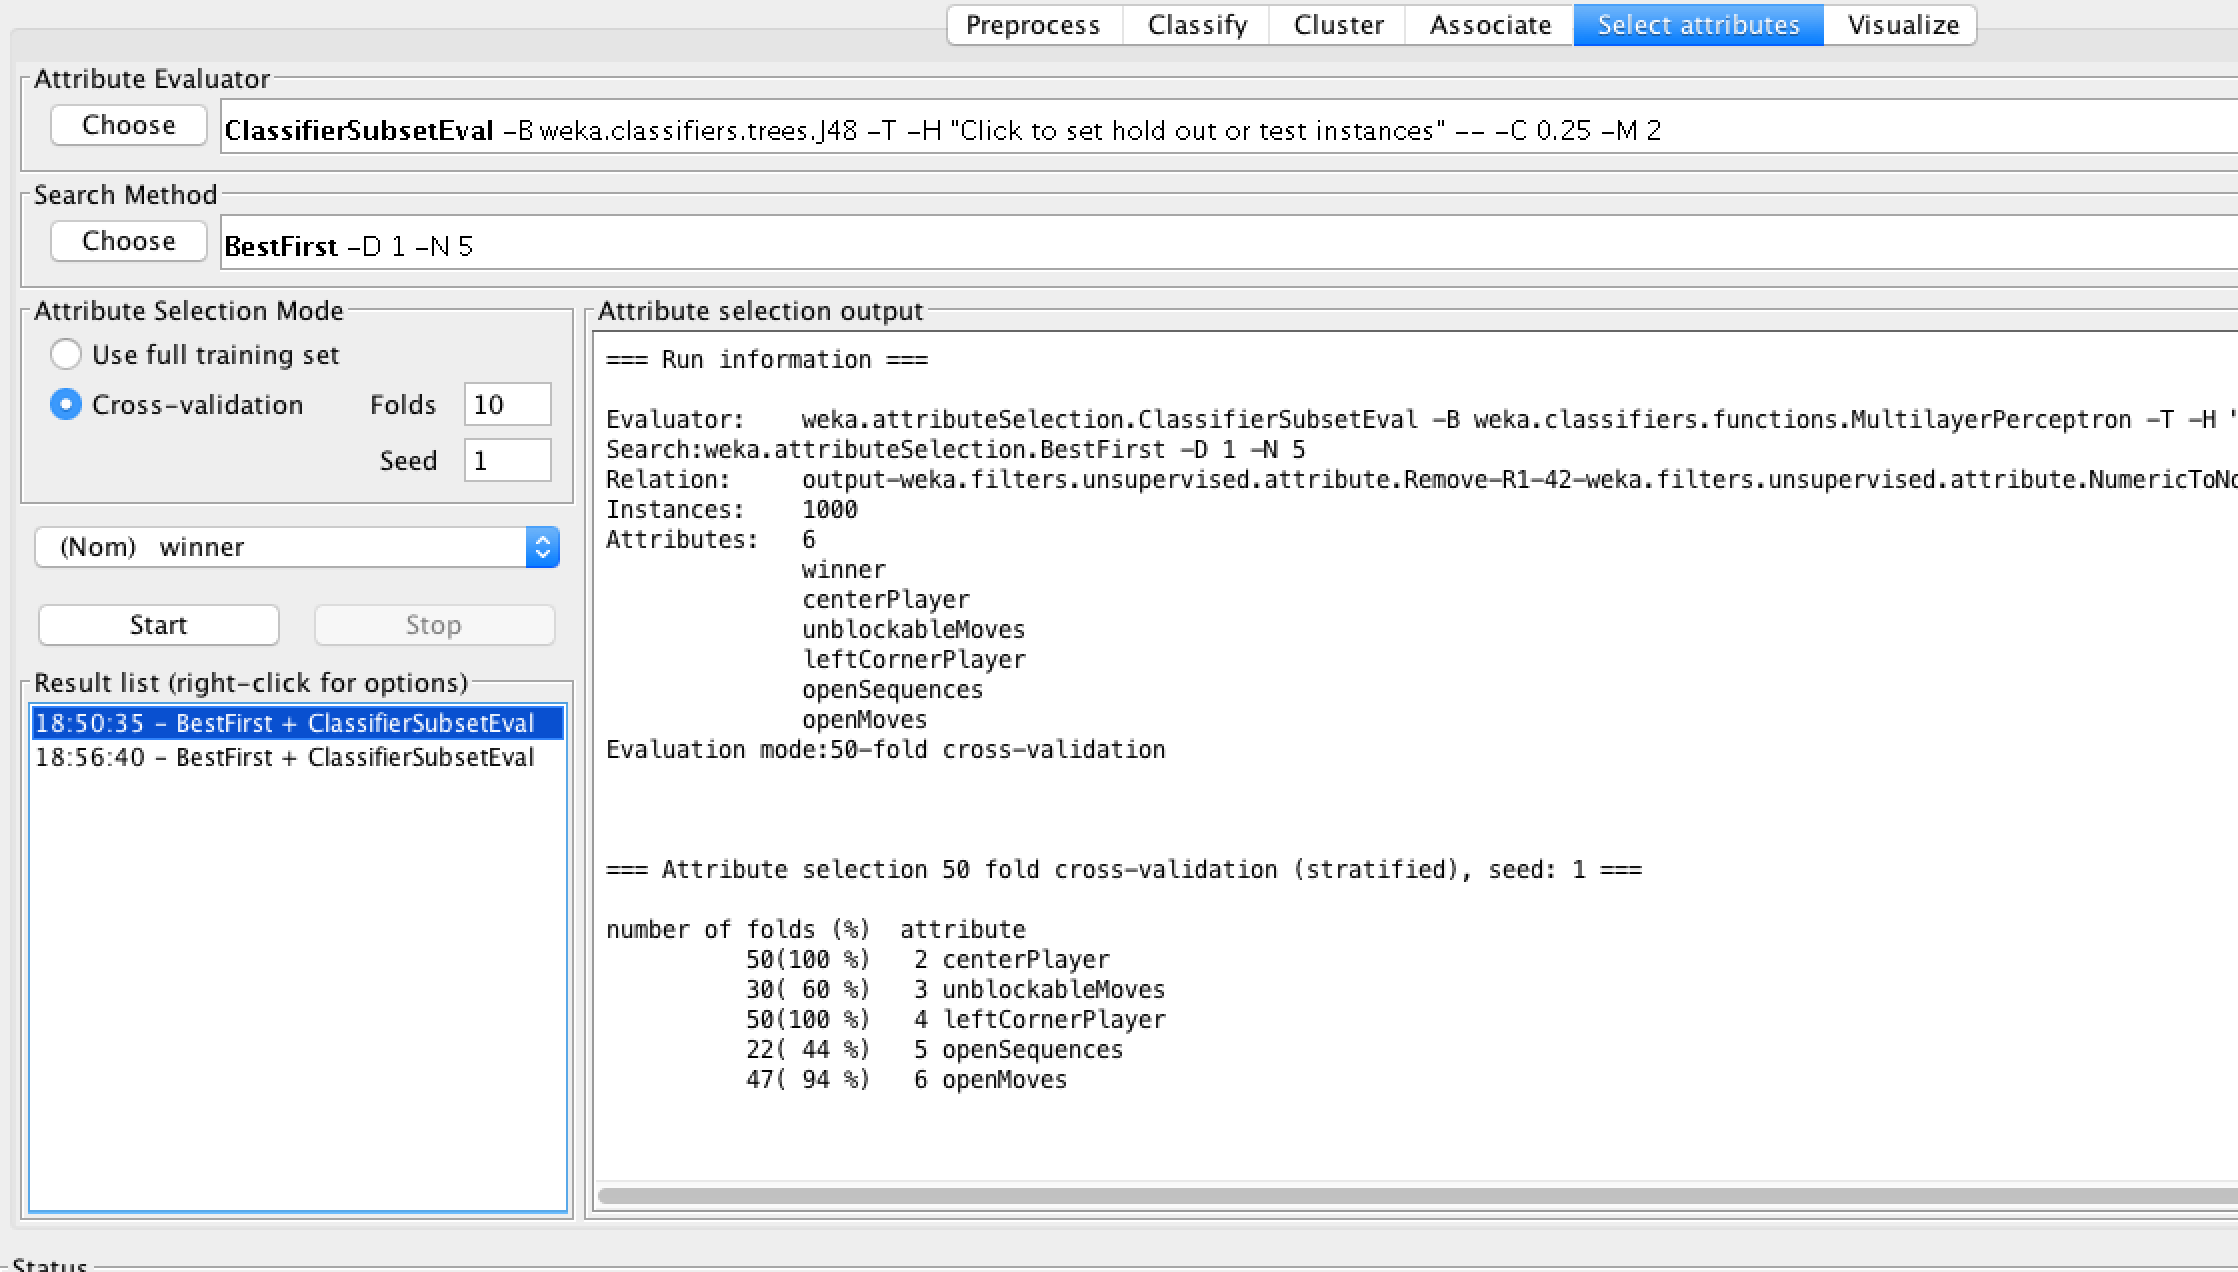 Preprocess Classify Cluster Associate Select attributes Visualize
Attribute Evaluator
Choose ClassifierSubsetEval -B weka.classifiers.trees.J48 -T -H "Click to set hold out or test instances" -- -C 0.25 -M 2
Search Method
Choose BestFirst -D 1 -N 5
Attribute Selection Mode
Use full training set
Cross-validation Folds 10
Seed 1
(Nom) winner
Start Stop
Result list (right-click for options)
18:50:35 - BestFirst + ClassifierSubsetEval
18:56:40 - BestFirst + ClassifierSubsetEval
Attribute selection output
=== Run information ===
Evaluator: weka.attributeSelection.ClassifierSubsetEval -B weka.classifiers.functions.MultilayerPerceptron -T -H
Search:weka.attributeSelection.BestFirst -D 1 -N 5
Relation: output-weka.filters.unsupervised.attribute.Remove-R1-42-weka.filters.unsupervised.attribute.NumericToNo
Instances: 1000
Attributes: 6
winner
centerPlayer
unblockableMoves
leftCornerPlayer
openSequences
openMoves
Evaluation mode:50-fold cross-validation
=== Attribute selection 50 fold cross-validation (stratified), seed: 1 ===
number of folds (%) attribute
50(100 %) 2 centerPlayer
30( 60 %) 3 unblockableMoves
50(100 %) 4 leftCornerPlayer
22( 44 %) 5 openSequences
47( 94 %) 6 openMoves
Status